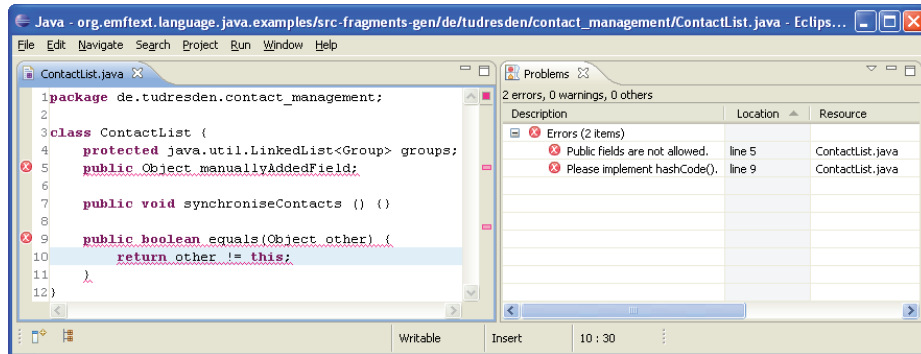 Java - org.emftext.language.java.examples/src-fragments-gen/de/tudresden/contact_management/ContactList.java - Eclips...
File Edit Navigate Search Project Run Window Help
ContactList.java
1 package de.tudresden.contact_management;
2
3 class ContactList {
4 protected java.util.LinkedList<Group> groups;
5 public Object manuallyAddedField;
6
7 public void synchroniseContacts () {}
8
9 public boolean equals(Object other) {
10 return other != this;
11 }
12 }
Problems
2 errors, 0 warnings, 0 others
Description Location Resource
Errors (2 items)
Public fields are not allowed. line 5 ContactList.java
Please implement hashCode(). line 9 ContactList.java
Writable Insert 10 : 30